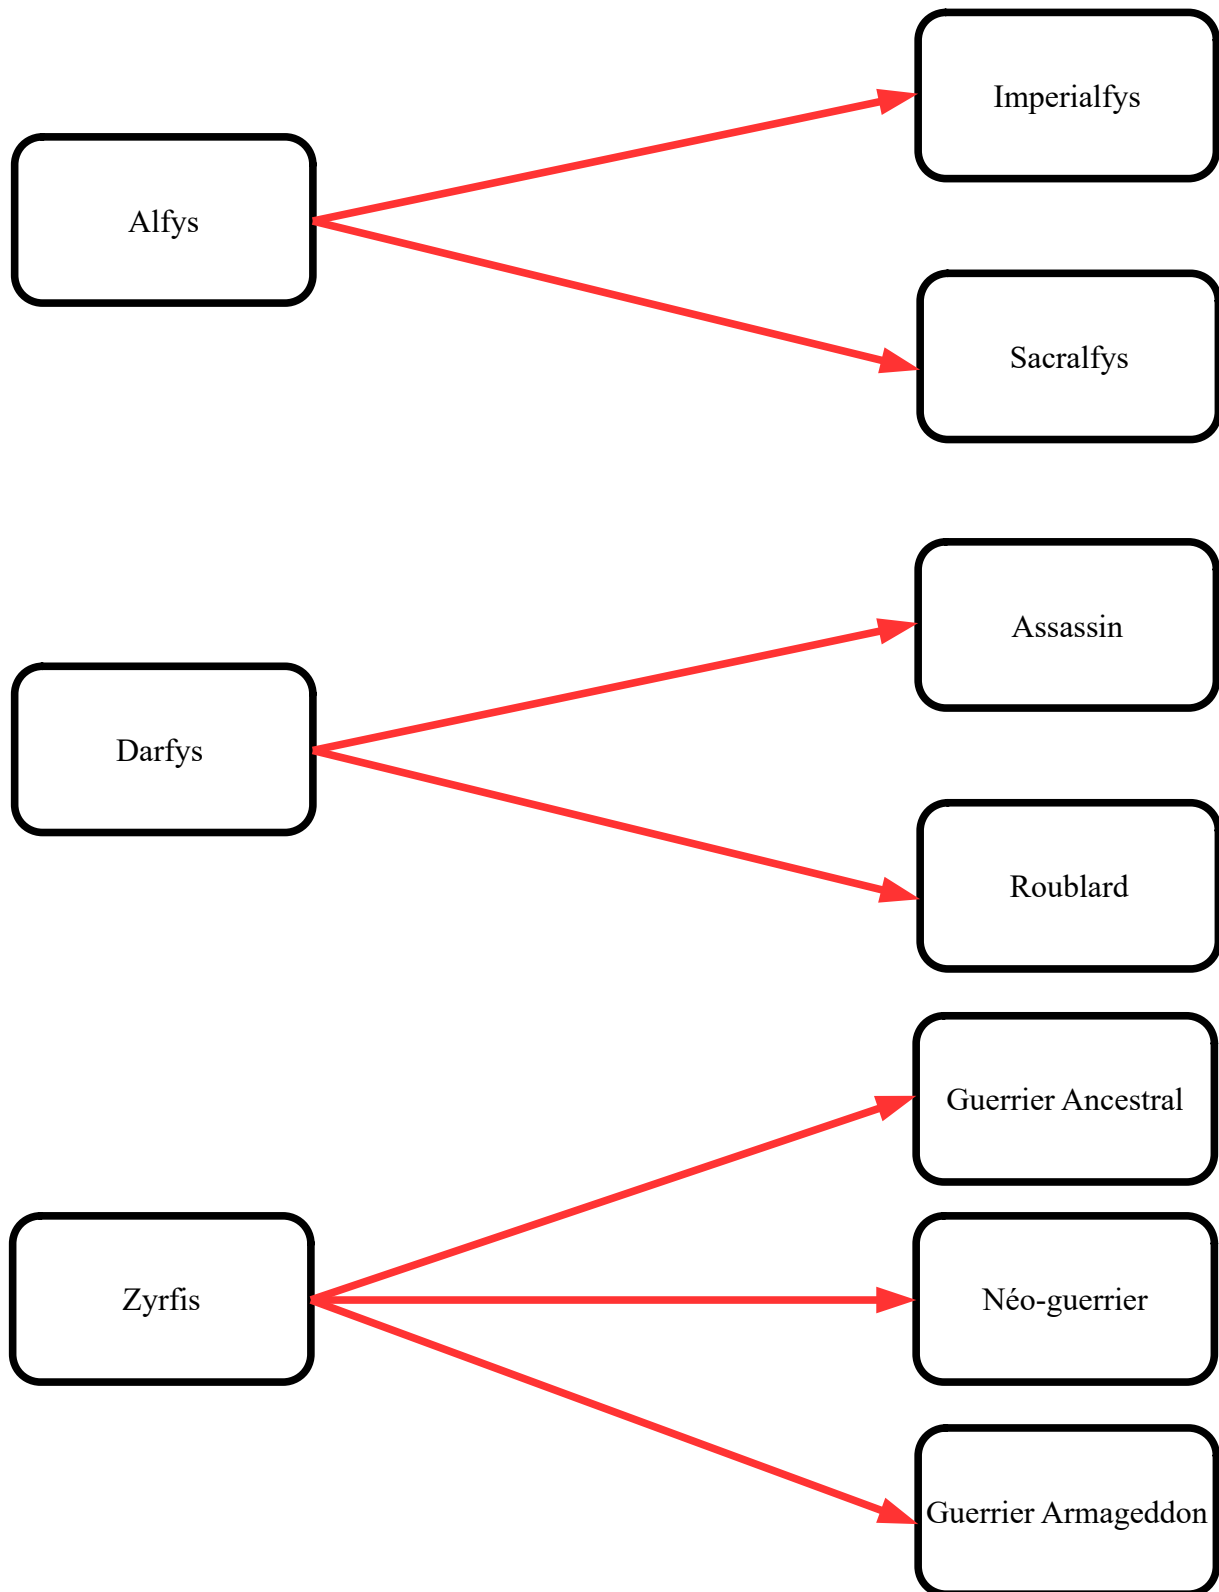 Imperialfys
Alfys
Sacralfys
Assassin
Darfys
Roublard
Guerrier Ancestral
Zyrfis
Néo-guerrier
Guerrier Armageddon